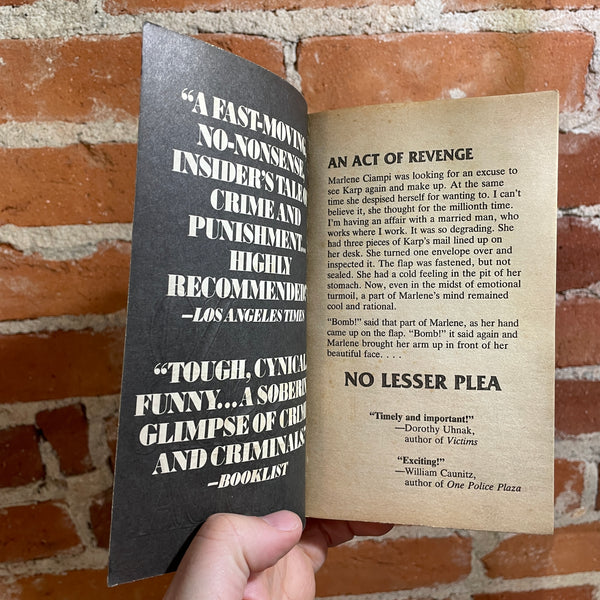 “A FAST-MOVING,
NO-NONSENSE
INSIDER’S TALE OF
CRIME AND
PUNISHMENT...
HIGHLY
RECOMMENDED”
—LOS ANGELES TIMES
“TOUGH, CYNICAL,
FUNNY...A SOBERING
GLIMPSE OF CRIME
AND CRIMINALS”
—BOOKLIST
AN ACT OF REVENGE
Marlene Ciampi was looking for an excuse to
see Karp again and make up. At the same
time she despised herself for wanting to. I can’t
believe it, she thought for the millionth time.
I’m having an affair with a married man, who
works where I work. It was so degrading. She
had three pieces of Karp’s mail lined up on
her desk. She turned one envelope over and
inspected it. The flap was fastened, but not
sealed. She had a cold feeling in the pit of her
stomach. Now, even in the midst of emotional
turmoil, a part of Marlene’s mind remained
cool and rational.
“Bomb!” said that part of Marlene, as her hand
came up on the flap. “Bomb!” it said again and
Marlene brought her arm up in front of her
beautiful face. . . .
NO LESSER PLEA
“Timely and important!”
—Dorothy Uhnak,
author of Victims
“Exciting!”
—William Caunitz,
author of One Police Plaza